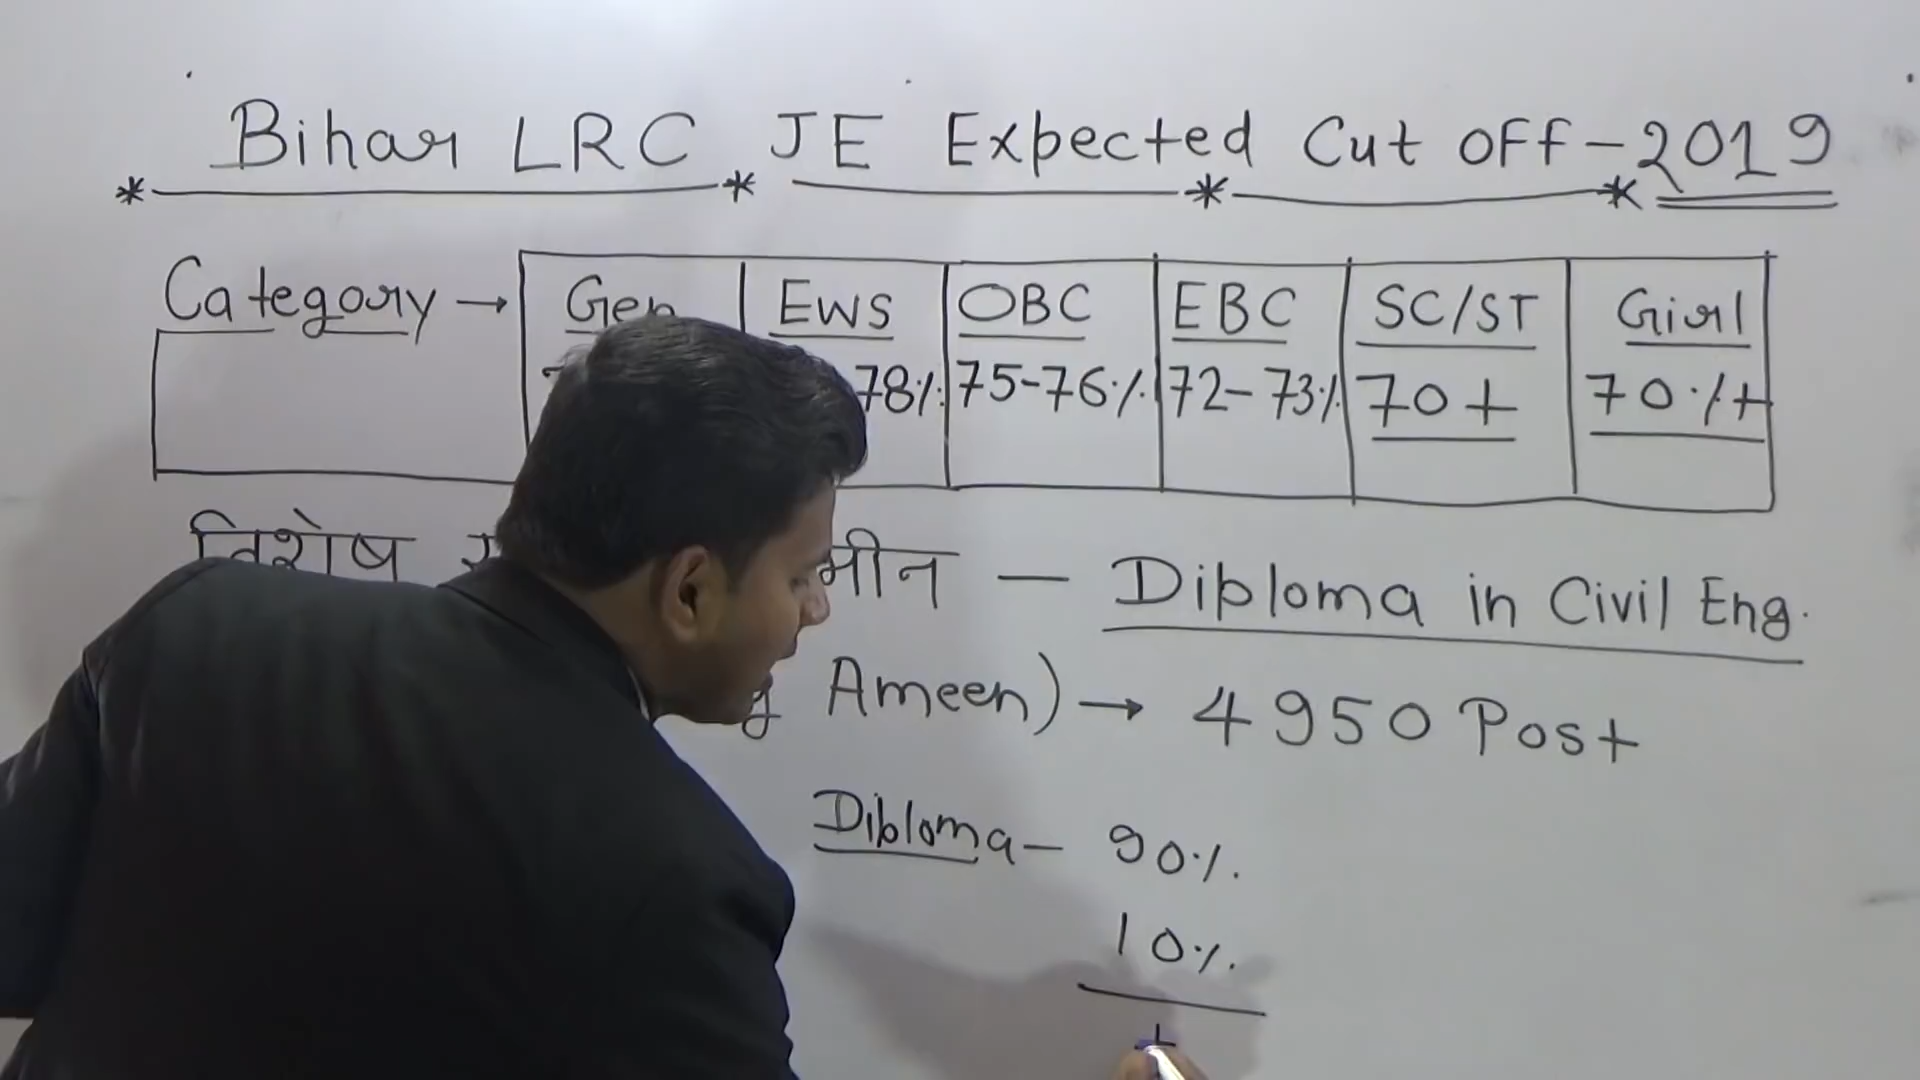 Bihar LRC JE Expected Cut off-2019
Category → Gen EWS OBC EBC SC/ST Girl
78% 75-76% 72-73% 70+ 70%+
विशेष मीन - Diploma in Civil Eng.
Ameen) → 4950 Post
Dibloma- 90%
10%
+